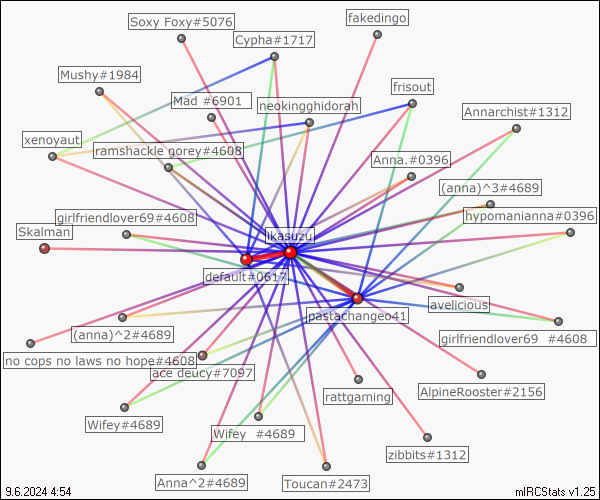 Soxy Foxy#5076
fakedingo
Cypha#1717
Mushy#1984
frisout
Mad #6901
neokingghidorah
Annarchist#1312
xenoyaut
ramshackle gorey#4608
Anna.#0396
(anna)^3#4689
girlfriendlover69#4608
hypomanianna#0396
Skalman
likasuzu
default#0617
avelicious
pastachangeo41
(anna)^2#4689
girlfriendlover69 #4608
no cops no laws no hope#4608
ace deucy#7097
rattgaming
AlpineRooster#2156
Wifey#4689
Wifey #4689
zibbits#1312
Anna^2#4689
Toucan#2473
9.6.2024 4:54
mIRCStats v1.25